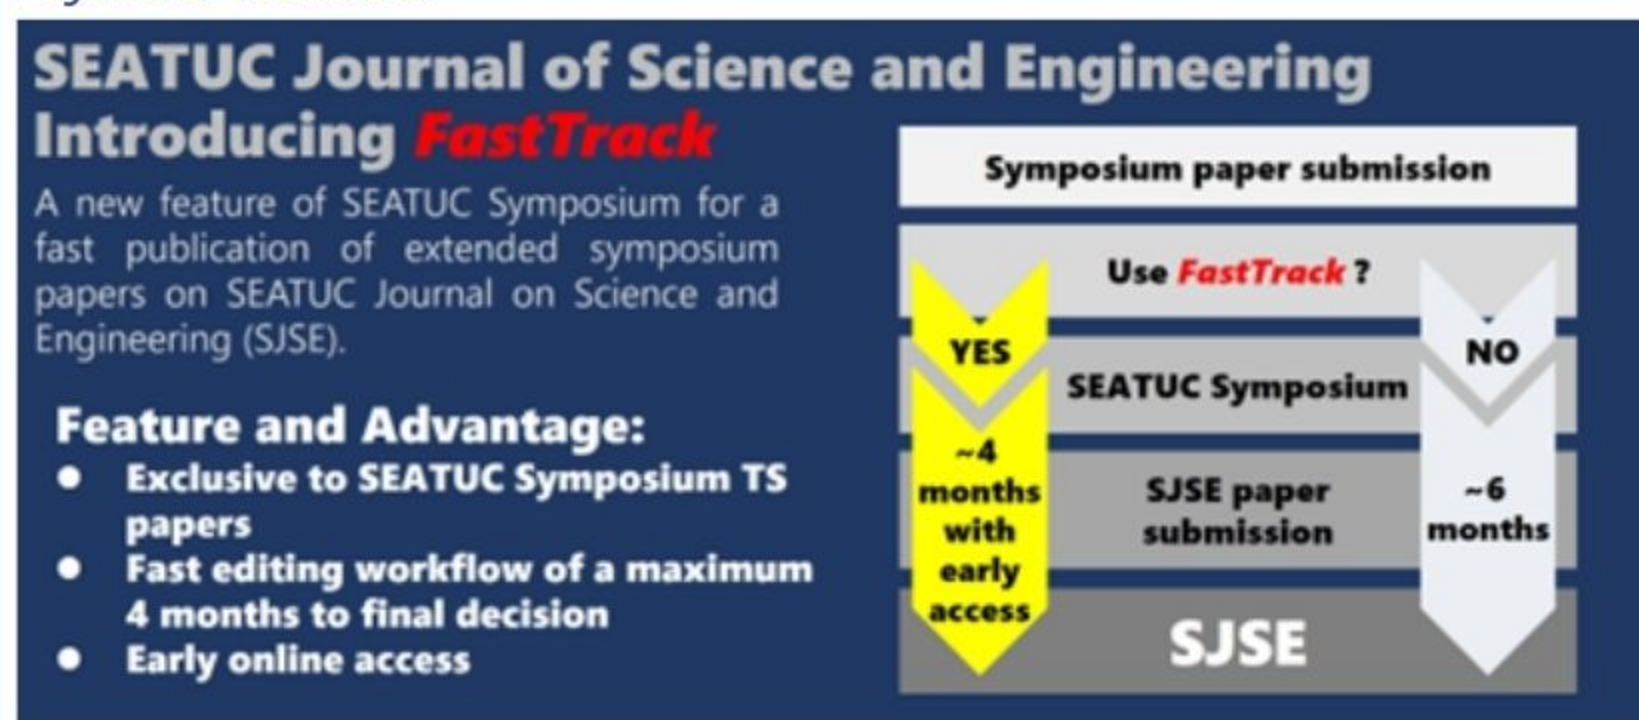 SEATUC Journal of Science and Engineering
Introducing FastTrack
A new feature of SEATUC Symposium for a
fast publication of extended symposium
papers on SEATUC Journal on Science and
Engineering (SJSE).
Feature and Advantage:
● Exclusive to SEATUC Symposium TS
papers
● Fast editing workflow of a maximum
4 months to final decision
● Early online access
Symposium paper submission
Use FastTrack ?
YES
NO
SEATUC Symposium
~4
months
with
early
access
SJSE paper
submission
~6
months
SJSE